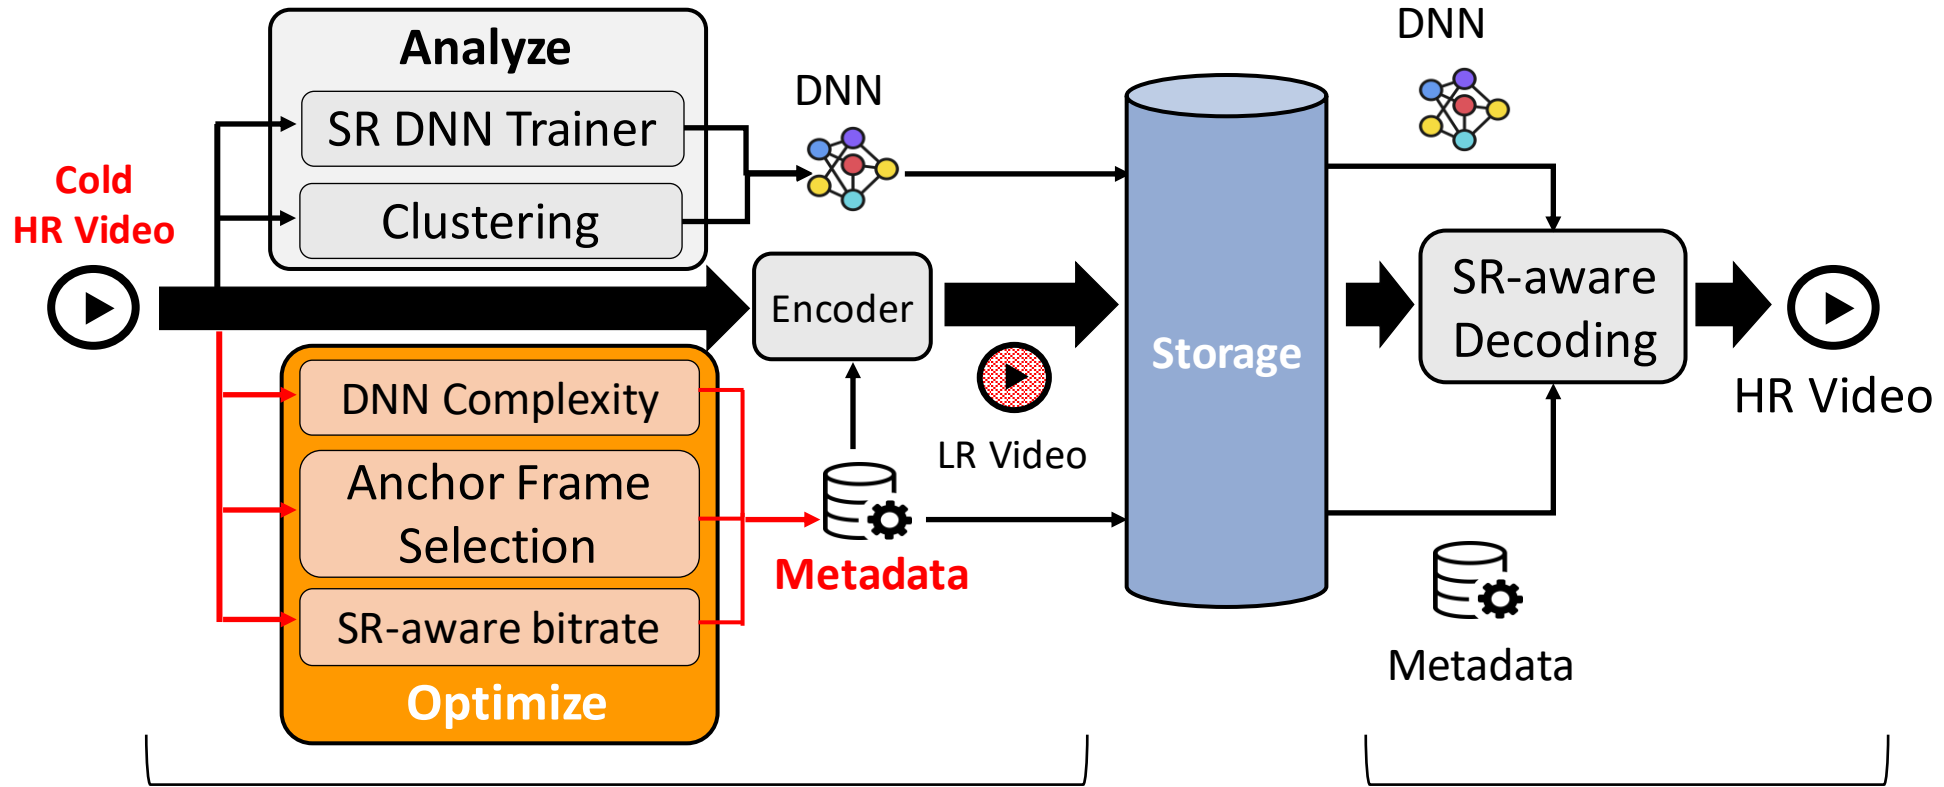 Analyze
SR DNN Trainer
Clustering
Cold
HR Video
DNN
Encoder
LR Video
DNN Complexity
Anchor Frame
Selection
SR-aware bitrate
Optimize
Metadata
Storage
DNN
SR-aware
Decoding
HR Video
Metadata